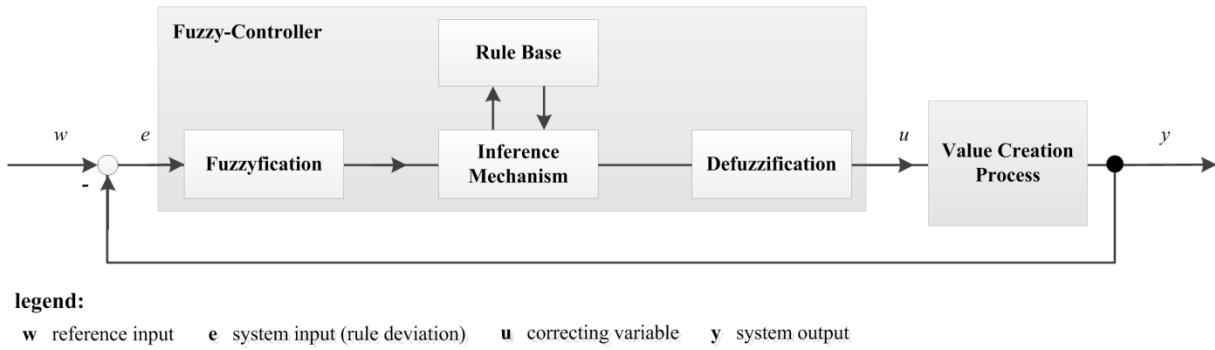 Fuzzy-Controller
Rule Base
w
e
Fuzzyfication
Inference
Mechanism
Defuzzification
u
Value Creation
Process
y
-
legend:
w reference input e system input (rule deviation) u correcting variable y system output